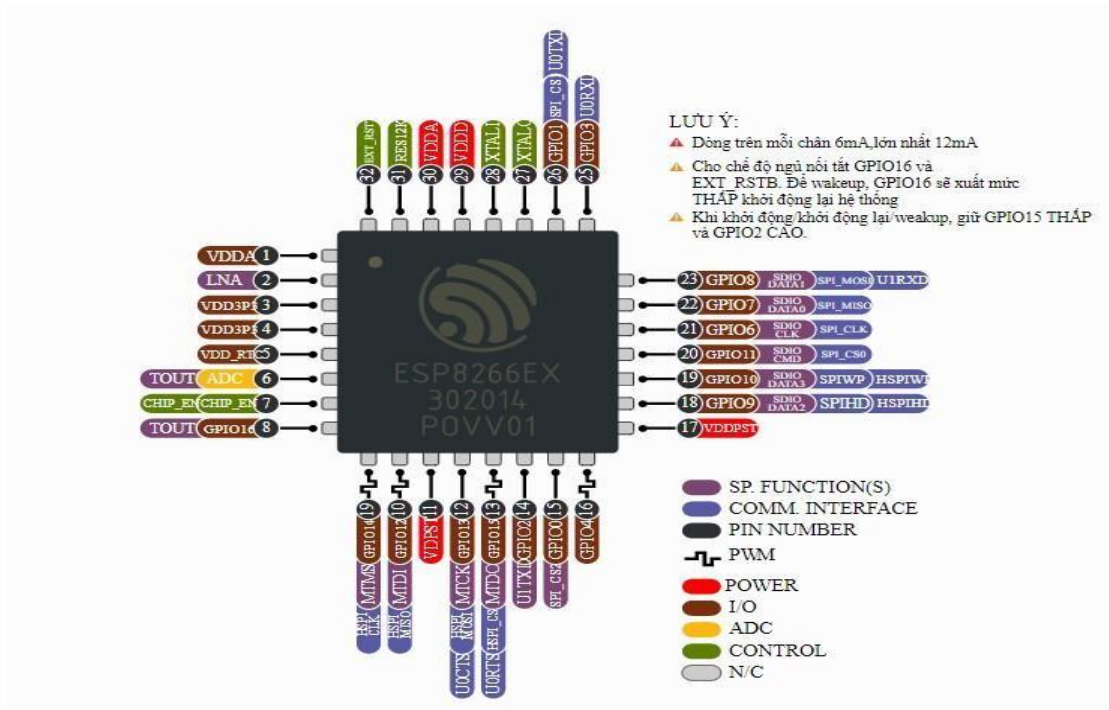 32 EXT_RST
31 RES12K
30 VDDA
29 VDDD
28 XTALI
27 XTALO
26 GPIO1 SPI_CS U0TXD
25 GPIO3 U0RXD
LƯU Ý:
Dòng trên mỗi chân 6mA,lớn nhất 12mA
Cho chế độ ngủ nối tắt GPIO16 và
EXT_RSTB. Để wakeup, GPIO16 sẽ xuất mức
THẤP khởi động lại hệ thống
Khi khởi động/khởi động lại/weakup, giữ GPIO15 THẤP
và GPIO2 CAO.
VDDA 1
LNA 2
VDD3P3 3
VDD3P3 4
VDD_RTC 5
TOUT ADC 6
CHIP_EN CHIP_EN 7
TOUT GPIO16 8
ESP8266EX
302014
P0VV01
23 GPIO8 SDIO DATA1 SPI_MOSI U1RXD
22 GPIO7 SDIO DATA0 SPI_MISO
21 GPIO6 SDIO CLK SPI_CLK
20 GPIO11 SDIO CMD SPI_CS0
19 GPIO10 SDIO DATA3 SPIWP HSPIWP
18 GPIO9 SDIO DATA2 SPIHD HSPIHD
17 VDDPST
19 GPIO14 MTMS HSPI CLK
10 GPIO12 MTDI HSPI MISO
11 VDPST
12 GPIO13 MTCK HSPI MOSI U0CTS
13 GPIO15 MTDO HSPI_CS U0RTS
14 GPIO2 U1TXD
15 GPIO0 SPI_CS2
16 GPIO4
SP. FUNCTION(S)
COMM. INTERFACE
PIN NUMBER
PWM
POWER
I/O
ADC
CONTROL
N/C